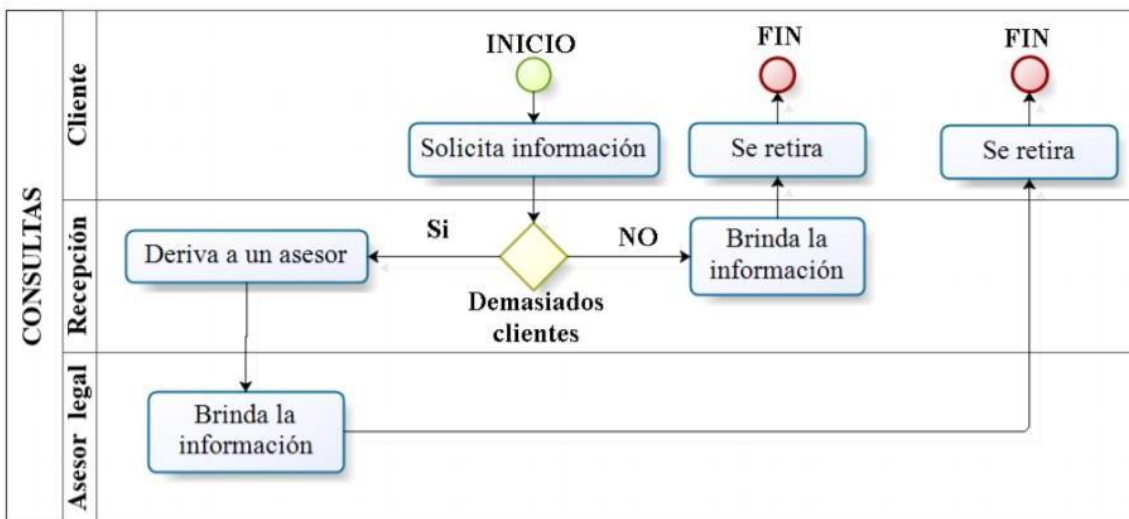 CONSULTAS
Cliente
INICIO
FIN
FIN
Solicita información
Se retira
Se retira
Recepción
Deriva a un asesor
Si
NO
Brinda la
información
Demasiados
clientes
Asesor legal
Brinda la
información